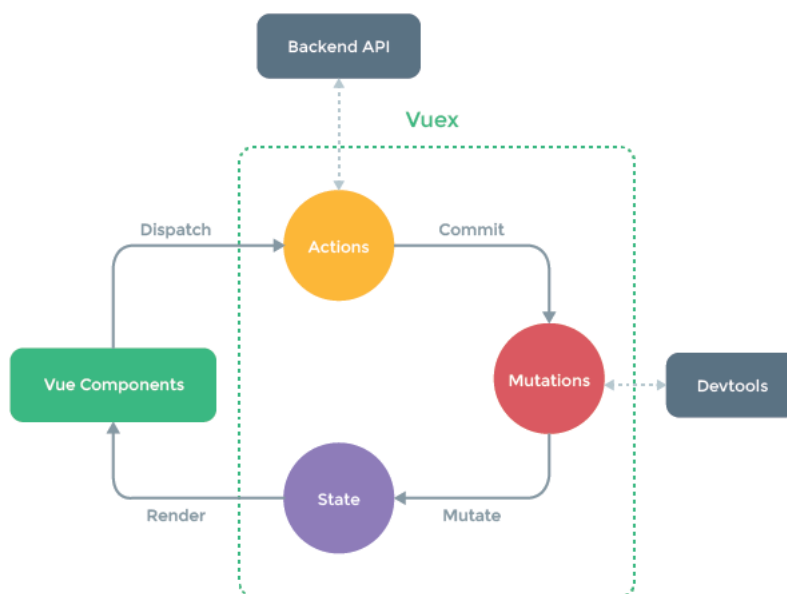 Backend API
Vuex
Dispatch
Actions
Commit
Vue Components
Mutations
Devtools
State
Render
Mutate